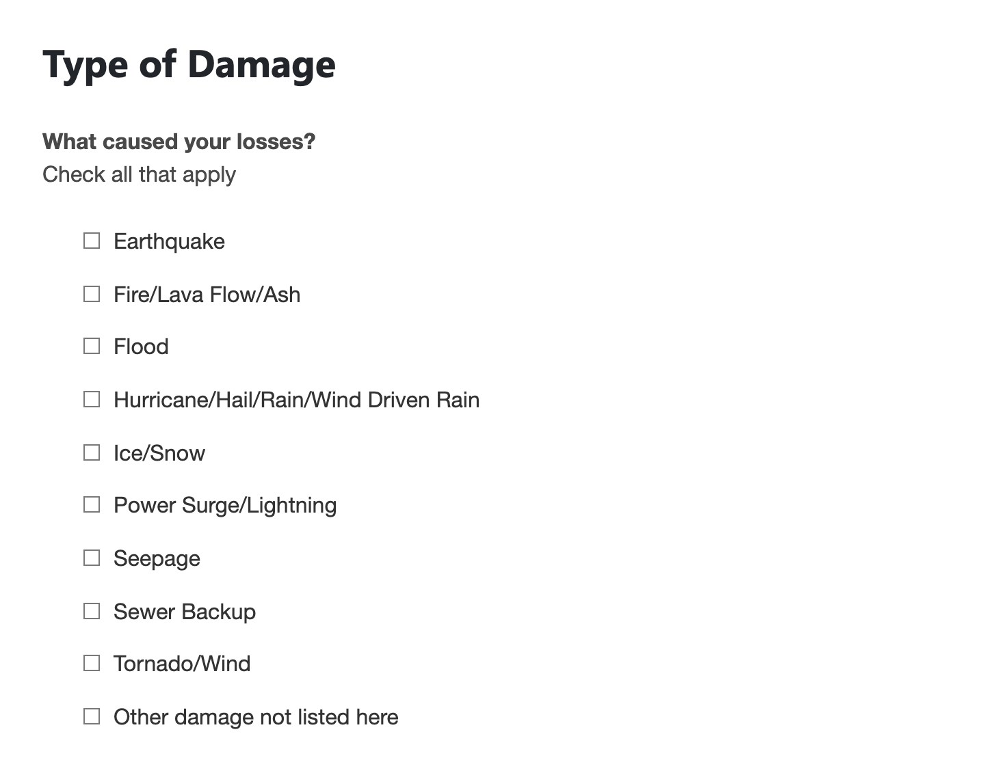 Type of Damage
What caused your losses?
Check all that apply
Earthquake
Fire/Lava Flow/Ash
Flood
Hurricane/Hail/Rain/Wind Driven Rain
Ice/Snow
Power Surge/Lightning
Seepage
Sewer Backup
Tornado/Wind
Other damage not listed here